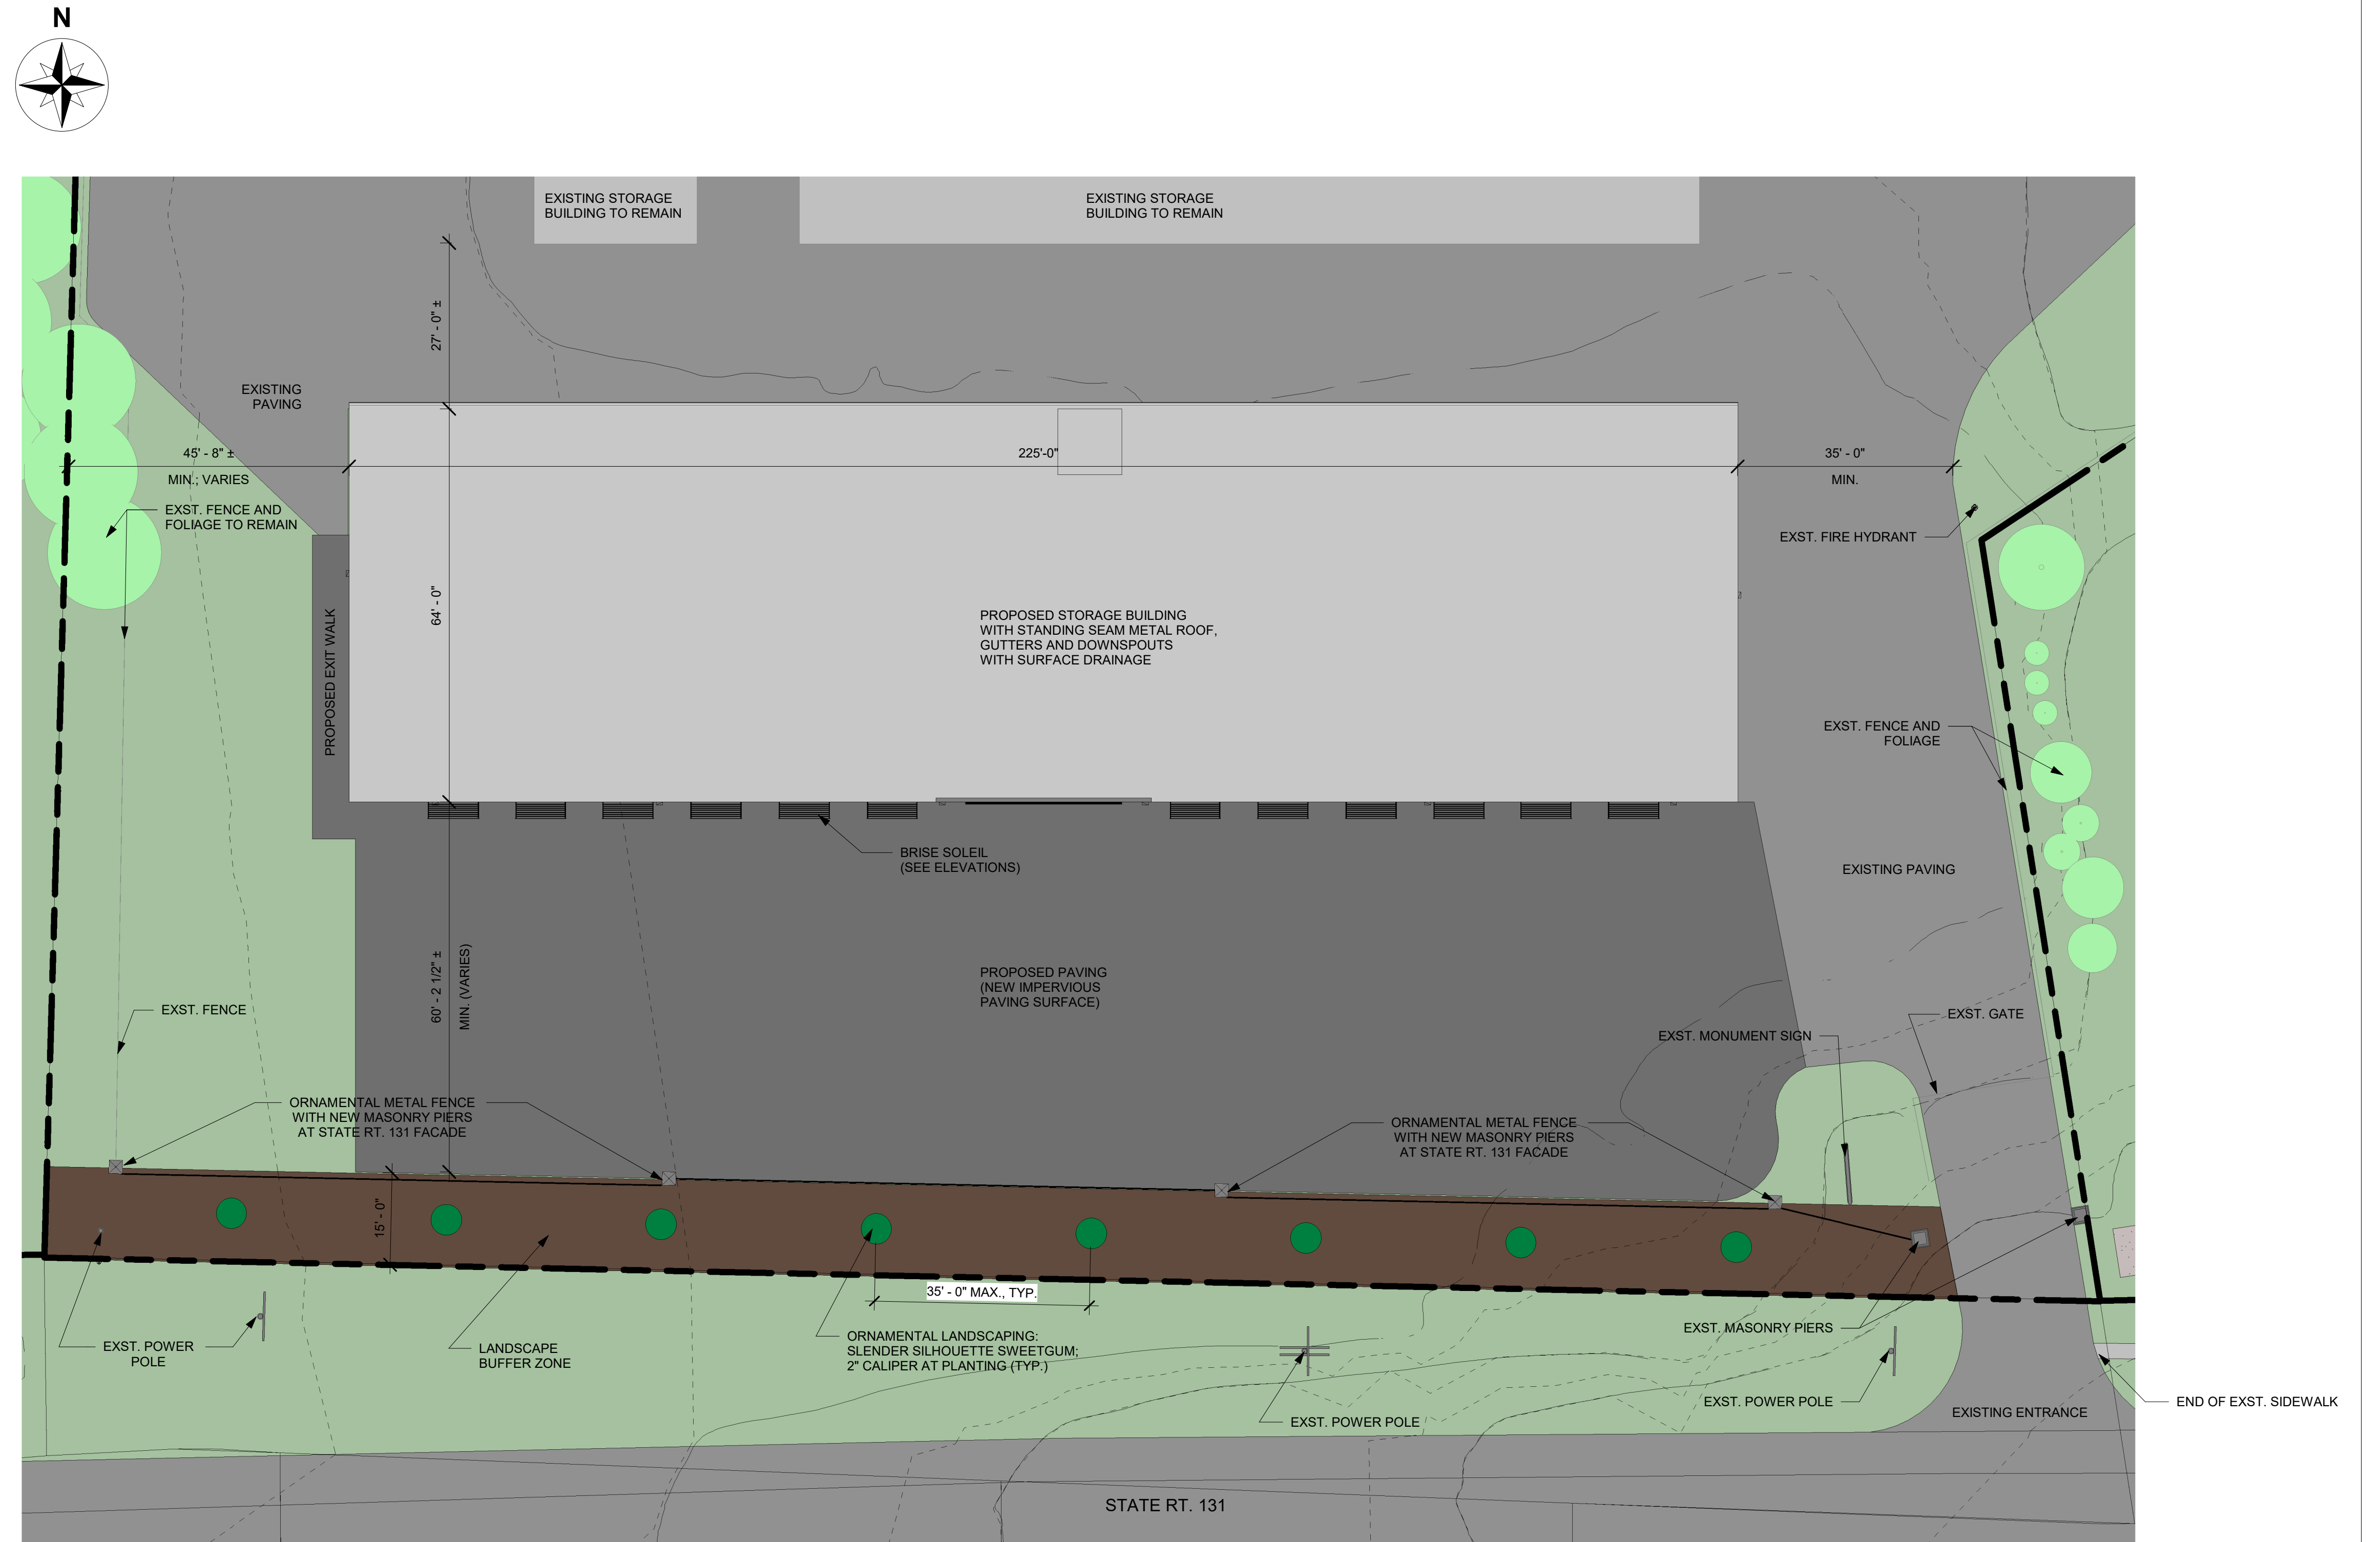 N
EXISTING STORAGE
BUILDING TO REMAIN
EXISTING STORAGE
BUILDING TO REMAIN
27' - 0" ±
EXISTING
PAVING
45' - 8" ±
MIN.; VARIES
225'-0"
35' - 0"
MIN.
EXST. FENCE AND
FOLIAGE TO REMAIN
EXST. FIRE HYDRANT
64' - 0"
PROPOSED EXIT WALK
PROPOSED STORAGE BUILDING
WITH STANDING SEAM METAL ROOF,
GUTTERS AND DOWNSPOUTS
WITH SURFACE DRAINAGE
EXST. FENCE AND
FOLIAGE
BRISE SOLEIL
(SEE ELEVATIONS)
EXISTING PAVING
60' - 2 1/2" ±
MIN. (VARIES)
PROPOSED PAVING
(NEW IMPERVIOUS
PAVING SURFACE)
EXST. FENCE
EXST. GATE
EXST. MONUMENT SIGN
ORNAMENTAL METAL FENCE
WITH NEW MASONRY PIERS
AT STATE RT. 131 FACADE
ORNAMENTAL METAL FENCE
WITH NEW MASONRY PIERS
AT STATE RT. 131 FACADE
15' - 0"
35' - 0" MAX., TYP.
EXST. POWER
POLE
LANDSCAPE
BUFFER ZONE
ORNAMENTAL LANDSCAPING:
SLENDER SILHOUETTE SWEETGUM;
2" CALIPER AT PLANTING (TYP.)
EXST. MASONRY PIERS
EXST. POWER POLE
EXST. POWER POLE
EXISTING ENTRANCE
END OF EXST. SIDEWALK
STATE RT. 131